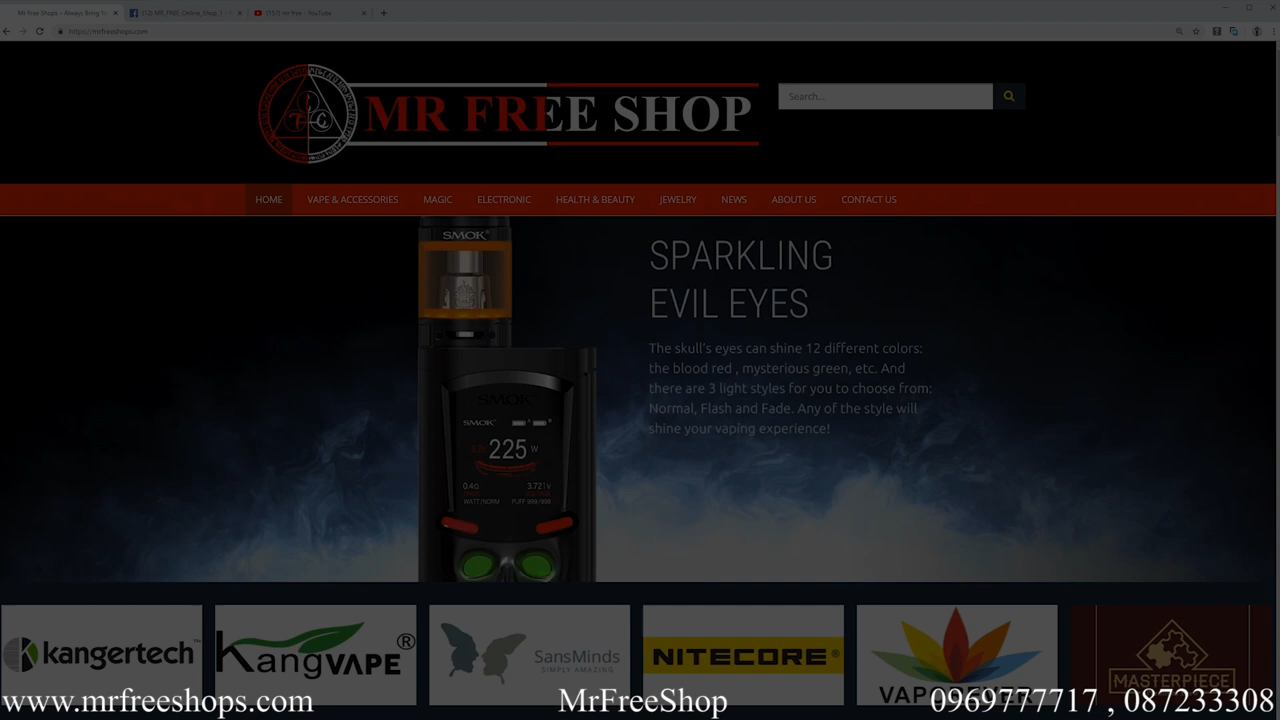 Mr Free Shops – Always Bring
(12) MR_FREE_Online_Shop_
(157) mr free - YouTube
https://mrfreeshops.com
MR FREE SHOP
Search...
HOME
VAPE & ACCESSORIES
MAGIC
ELECTRONIC
HEALTH & BEAUTY
JEWELRY
NEWS
ABOUT US
CONTACT US
SMOK®
SPARKLING
EVIL EYES
The skull's eyes can shine 12 different colors:
the blood red , mysterious green, etc. And
there are 3 light styles for you to choose from:
Normal, Flash and Fade. Any of the style will
shine your vaping experience!
SMOK
SMOK
225 W
0.4Ω 3.721V
WATT/NORM PUFF 999/999
kangertech™
KangVAPE®
SansMinds
SIMPLY AMAZING
NITECORE®
MASTERPIECE
www.mrfreeshops.com
MrFreeShop
0969777717 , 087233308